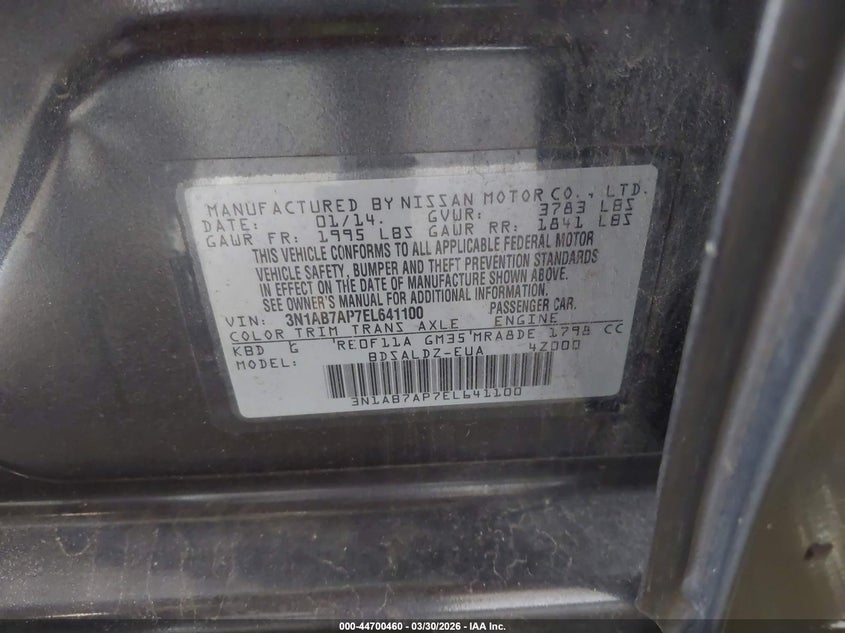 MANUFACTURED BY NISSAN MOTOR CO., LTD.
DATE: 01/14. GVWR: 3783 LBS
GAWR FR: 1995 LBS GAWR RR: 1841 LBS
THIS VEHICLE CONFORMS TO ALL APPLICABLE FEDERAL MOTOR
VEHICLE SAFETY, BUMPER AND THEFT PREVENTION STANDARDS
IN EFFECT ON THE DATE OF MANUFACTURE SHOWN ABOVE.
SEE OWNER'S MANUAL FOR ADDITIONAL INFORMATION.
VIN: 3N1AB7AP7EL641100 PASSENGER CAR.
COLOR TRIM TRANS AXLE ENGINE
KBD G RE0F11A GM35 MRA8DE 1798 CC
MODEL: BDSALDZ-EUA 4Z000
3N1AB7AP7EL641100
000-44700460 - 03/30/2026 - IAA Inc.